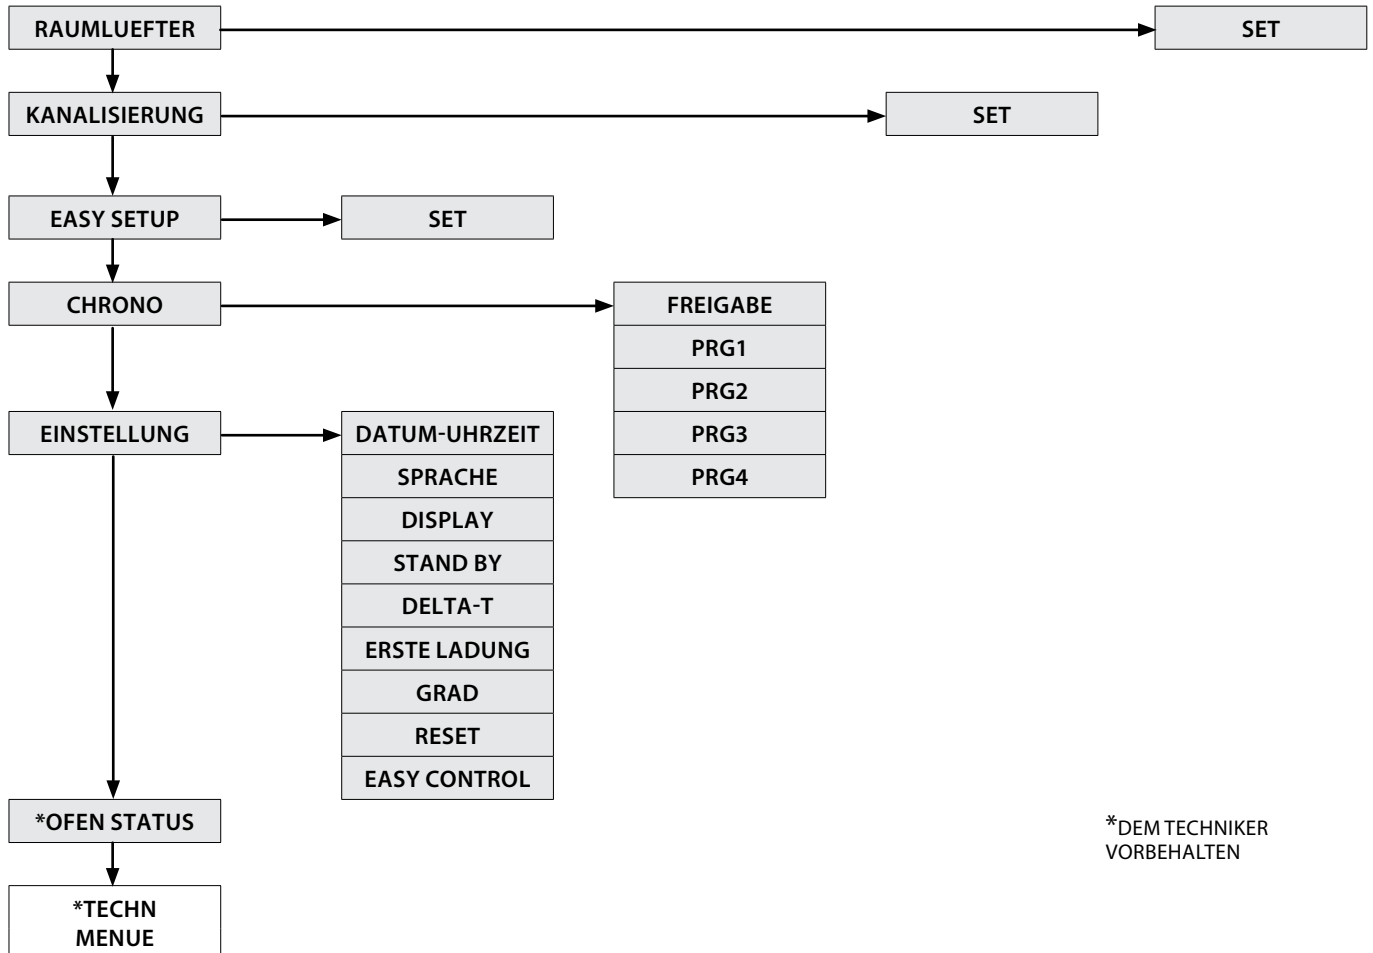 RAUMLUEFTER
SET
KANALISIERUNG
SET
EASY SETUP
SET
CHRONO
FREIGABE
PRG1
PRG2
PRG3
PRG4
EINSTELLUNG
DATUM-UHRZEIT
SPRACHE
DISPLAY
STAND BY
DELTA-T
ERSTE LADUNG
GRAD
RESET
EASY CONTROL
*OFEN STATUS
*TECHN
MENUE
*DEM TECHNIKER
VORBEHALTEN